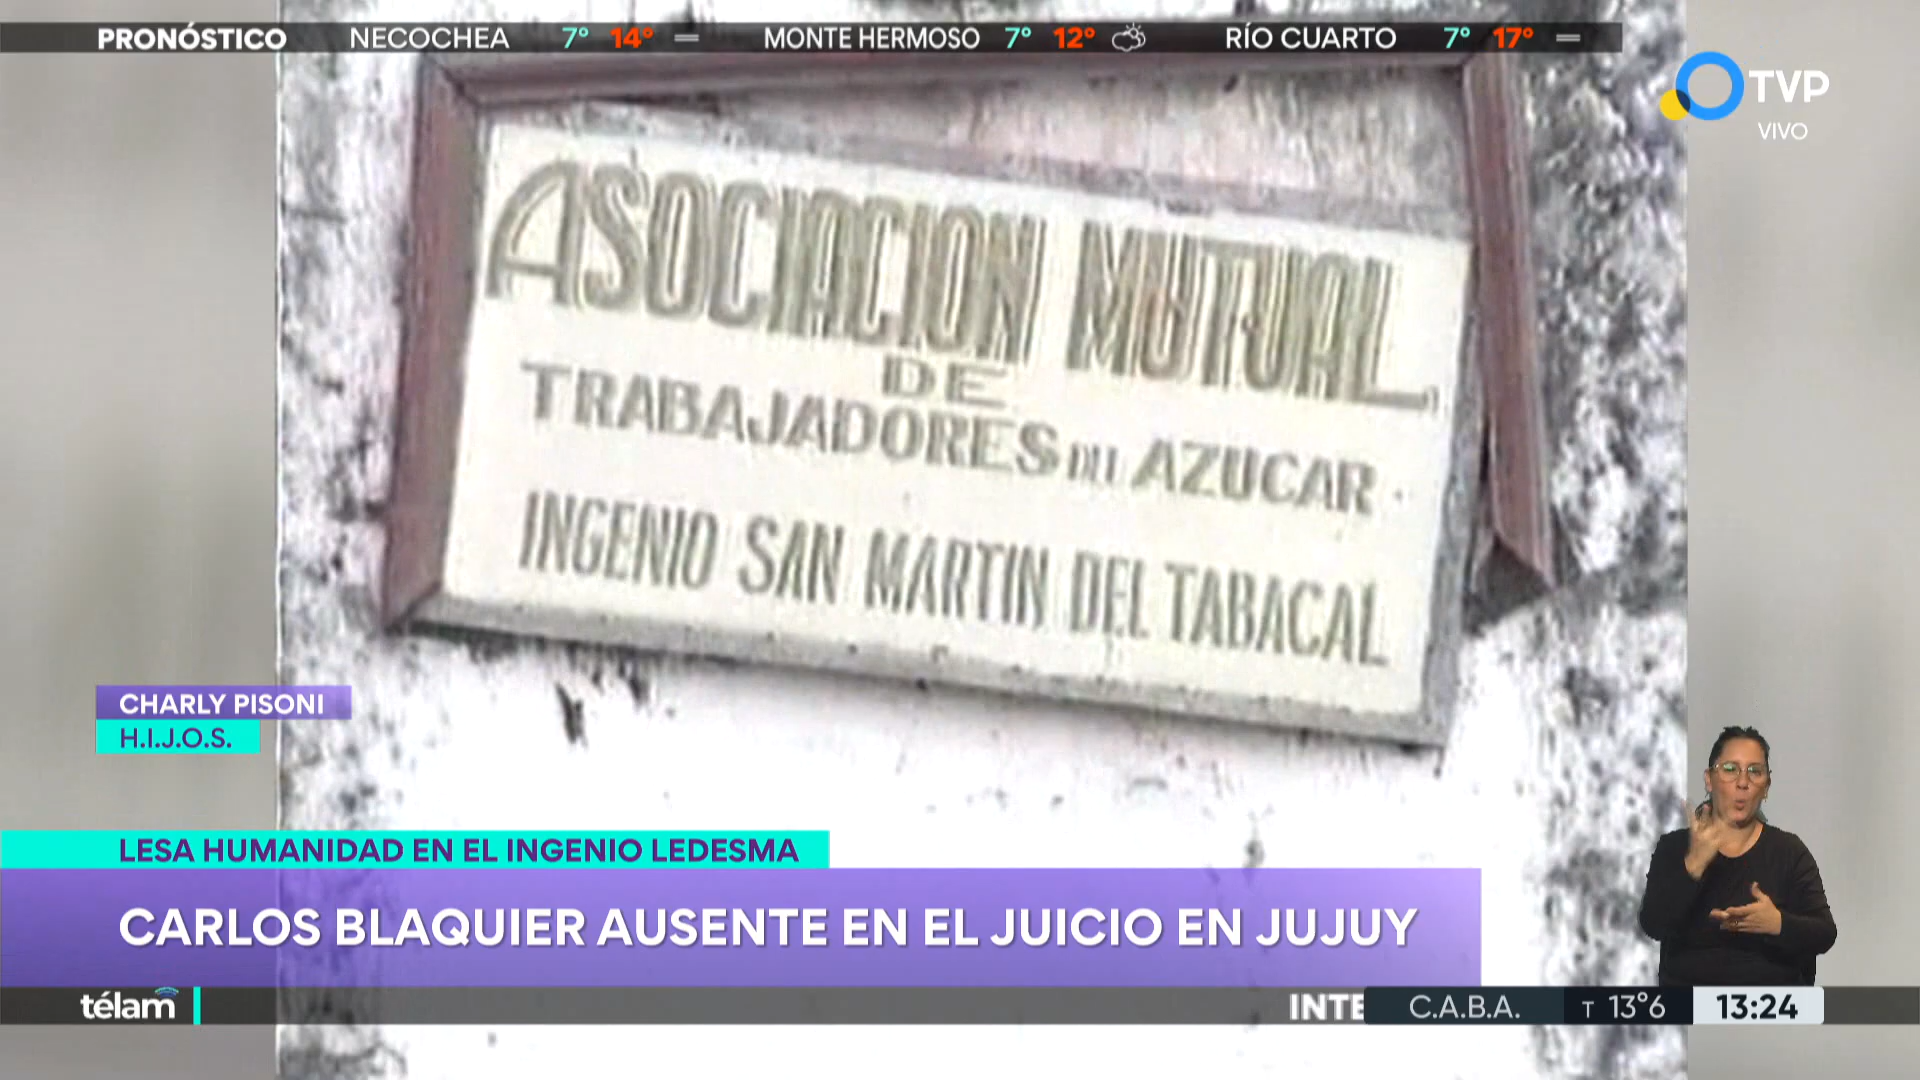 PRONÓSTICO NECOCHEA 7° 14° MONTE HERMOSO 7° 12° RÍO CUARTO 7° 17°
TVP
VIVO
ASOCIACION MUTUAL
DE
TRABAJADORES DEL AZUCAR
INGENIO SAN MARTIN DEL TABACAL
CHARLY PISONI
H.I.J.O.S.
LESA HUMANIDAD EN EL INGENIO LEDESMA
CARLOS BLAQUIER AUSENTE EN EL JUICIO EN JUJUY
télam INTE C.A.B.A. T 13°6 13:24